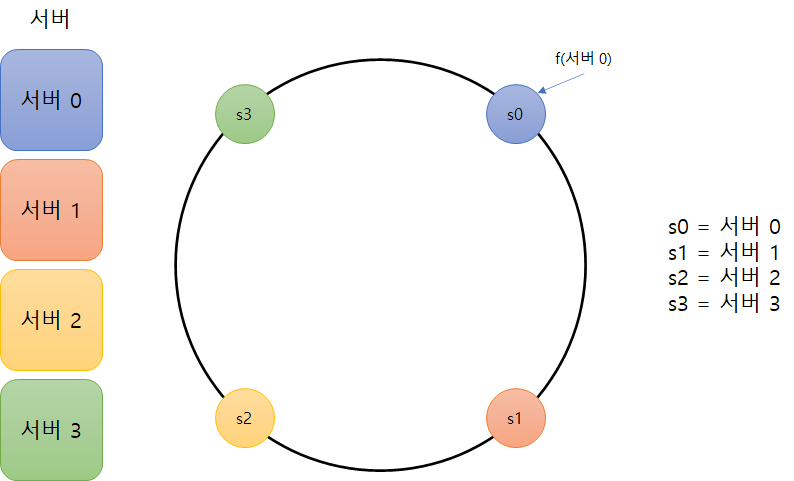 서버
서버 0
서버 1
서버 2
서버 3
f(서버 0)
s3
s0
s2
s1
s0 = 서버 0
s1 = 서버 1
s2 = 서버 2
s3 = 서버 3